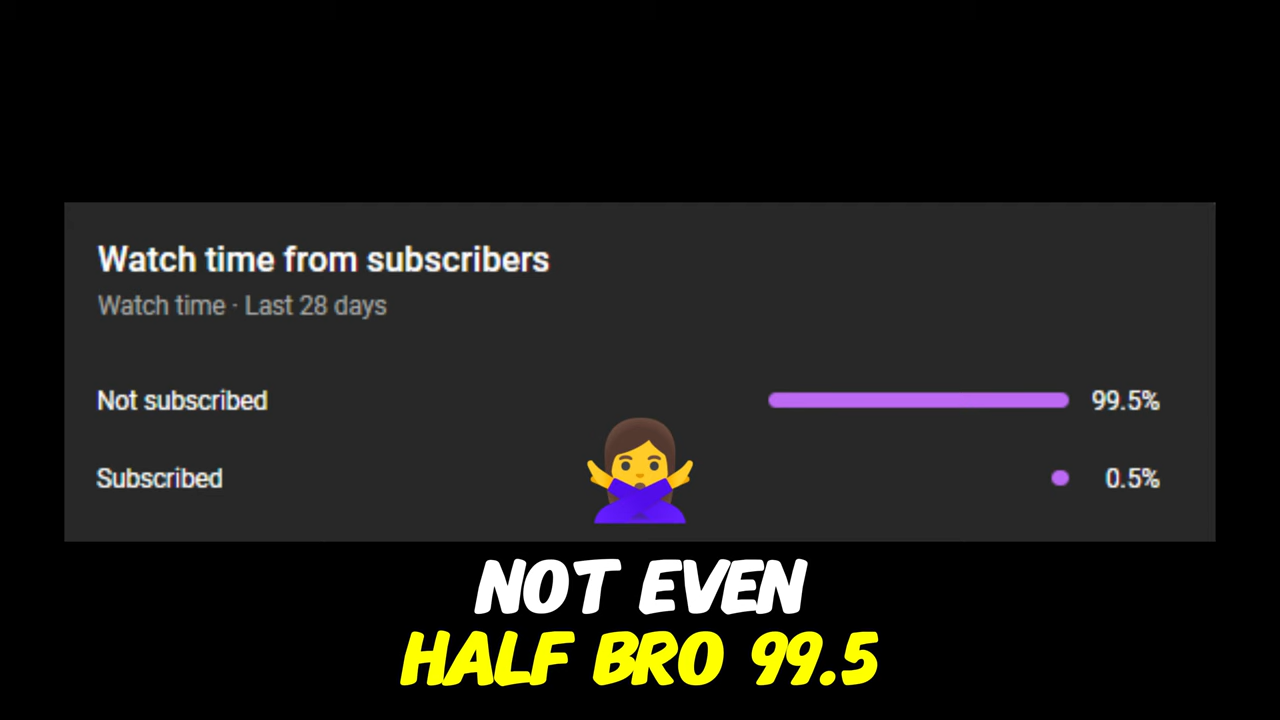 Watch time from subscribers
Watch time · Last 28 days
Not subscribed 99.5%
Subscribed 0.5%
NOT EVEN
HALF BRO 99.5